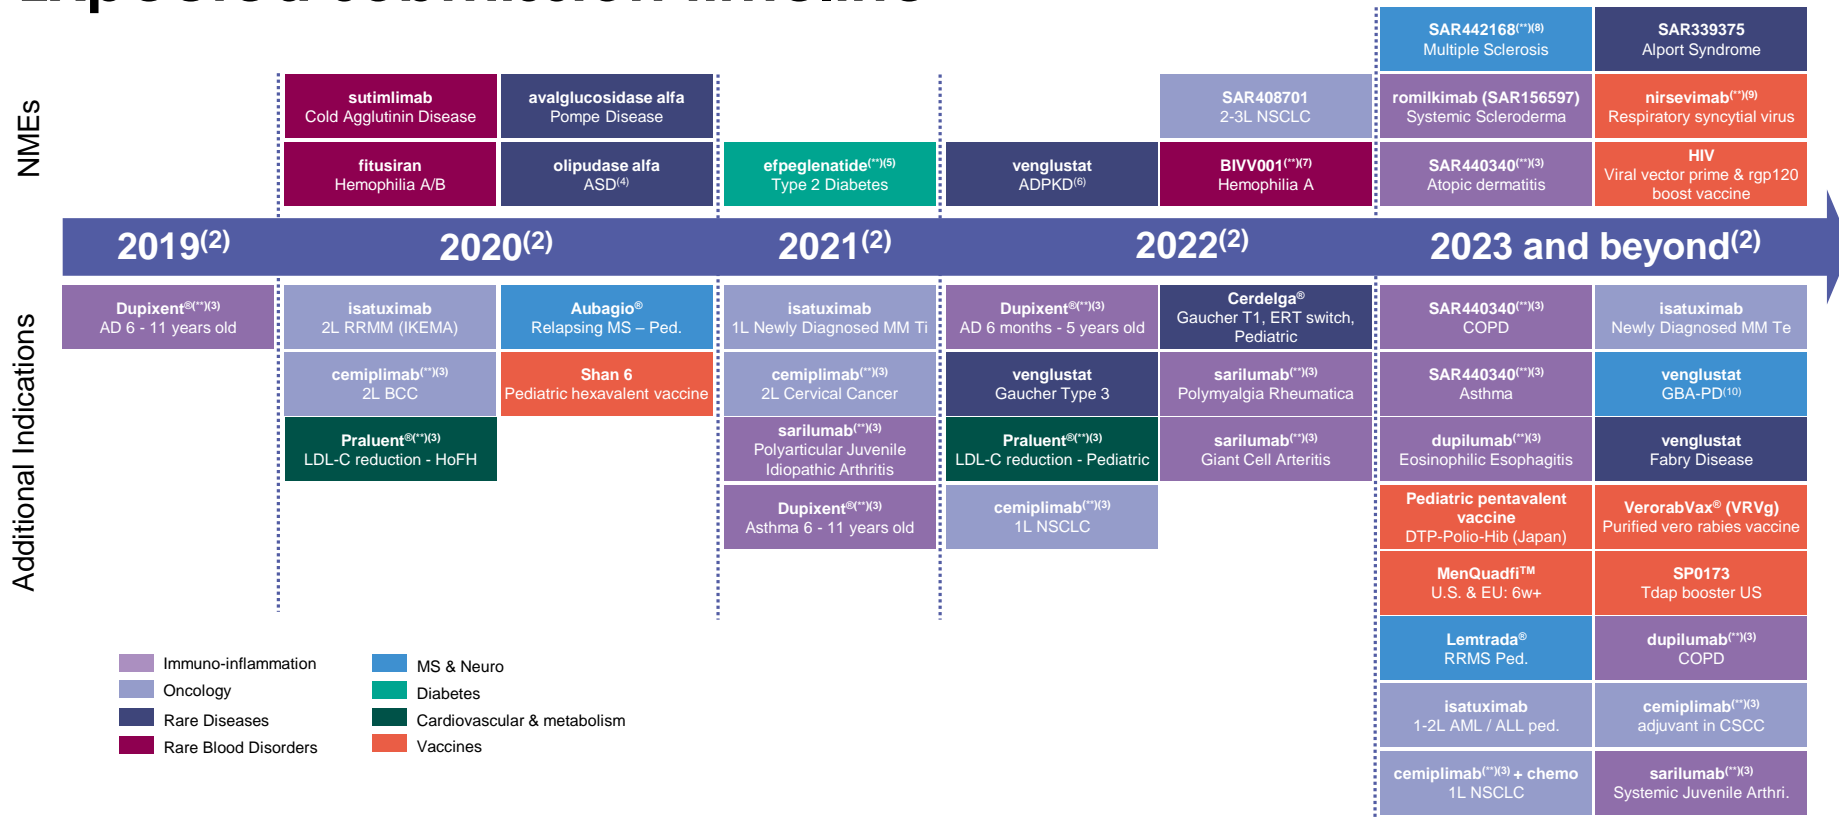 Expected submission timeline
NMEs
sutimlimab
Cold Agglutinin Disease
avalglucosidase alfa
Pompe Disease
fitusiran
Hemophilia A/B
olipudase alfa
ASD(4)
efpeglenatide(**)(5)
Type 2 Diabetes
venglustat
ADPKD(6)
SAR408701
2-3L NSCLC
BIVV001(**)(7)
Hemophilia A
SAR442168(**)(8)
Multiple Sclerosis
SAR339375
Alport Syndrome
romilkimab (SAR156597)
Systemic Scleroderma
nirsevimab(**)(9)
Respiratory syncytial virus
SAR440340(**)(3)
Atopic dermatitis
HIV
Viral vector prime & rgp120
boost vaccine
2019(2)
2020(2)
2021(2)
2022(2)
2023 and beyond(2)
Additional Indications
Dupixent®(**)(3)
AD 6 - 11 years old
isatuximab
2L RRMM (IKEMA)
Aubagio®
Relapsing MS – Ped.
cemiplimab(**)(3)
2L BCC
Shan 6
Pediatric hexavalent vaccine
Praluent®(**)(3)
LDL-C reduction - HoFH
isatuximab
1L Newly Diagnosed MM Ti
cemiplimab(**)(3)
2L Cervical Cancer
sarilumab(**)(3)
Polyarticular Juvenile
Idiopathic Arthritis
Dupixent®(**)(3)
Asthma 6 - 11 years old
Dupixent®(**)(3)
AD 6 months - 5 years old
Cerdelga®
Gaucher T1, ERT switch,
Pediatric
venglustat
Gaucher Type 3
sarilumab(**)(3)
Polymyalgia Rheumatica
Praluent®(**)(3)
LDL-C reduction - Pediatric
sarilumab(**)(3)
Giant Cell Arteritis
cemiplimab(**)(3)
1L NSCLC
SAR440340(**)(3)
COPD
isatuximab
Newly Diagnosed MM Te
SAR440340(**)(3)
Asthma
venglustat
GBA-PD(10)
dupilumab(**)(3)
Eosinophilic Esophagitis
venglustat
Fabry Disease
Pediatric pentavalent
vaccine
DTP-Polio-Hib (Japan)
VerorabVax® (VRVg)
Purified vero rabies vaccine
MenQuadfi™
U.S. & EU: 6w+
SP0173
Tdap booster US
Lemtrada®
RRMS Ped.
dupilumab(**)(3)
COPD
isatuximab
1-2L AML / ALL ped.
cemiplimab(**)(3)
adjuvant in CSCC
cemiplimab(**)(3) + chemo
1L NSCLC
sarilumab(**)(3)
Systemic Juvenile Arthri.
Immuno-inflammation
Oncology
Rare Diseases
Rare Blood Disorders
MS & Neuro
Diabetes
Cardiovascular & metabolism
Vaccines